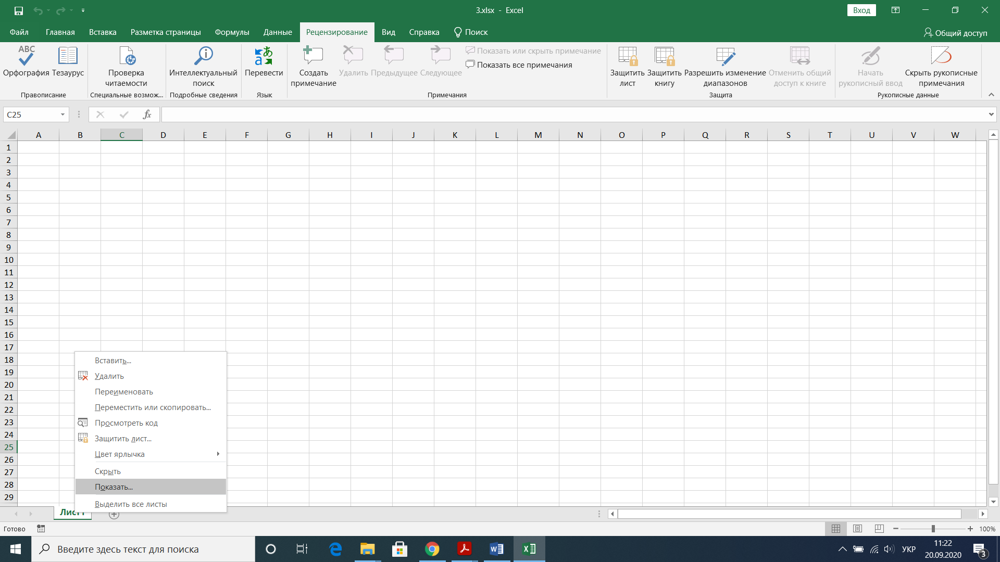 3.xlsx - Excel
Вход
Файл Главная Вставка Разметка страницы Формулы Данные Рецензирование Вид Справка Поиск Общий доступ
ABC
Орфография
Тезаурус
Правописание
Проверка
читаемости
Специальные возмож...
Интеллектуальный
поиск
Подробные сведения
Перевести
Язык
Создать
примечание
Удалить
Предыдущее
Следующее
Показать или скрыть примечание
Показать все примечания
Примечания
Защитить
лист
Защитить
книгу
Разрешить изменение
диапазонов
Отменить общий
доступ к книге
Защита
Начать
рукописный ввод
Скрыть рукописные
примечания
Рукописные данные
C25
fx
A B C D E F G H I J K L M N O P Q R S T U V W
1
2
3
4
5
6
7
8
9
10
11
12
13
14
15
16
17
18
19
20
21
22
23
24
25
26
27
28
29
Вставить...
Удалить
Переименовать
Переместить или скопировать...
Просмотреть код
Защитить лист...
Цвет ярлычка
Скрыть
Показать...
Выделить все листы
Лист1
Готово
100%
Введите здесь текст для поиска
УКР
11:22
20.09.2020
3